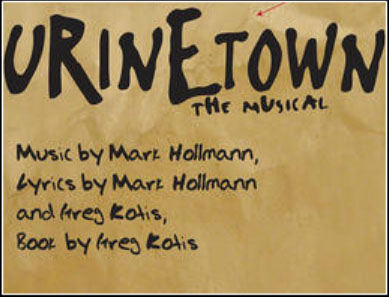 URINETOWN
THE MUSICAL
Music by Mark Hollmann,
Lyrics by Mark Hollmann
and Greg Kotis,
Book by Greg Kotis